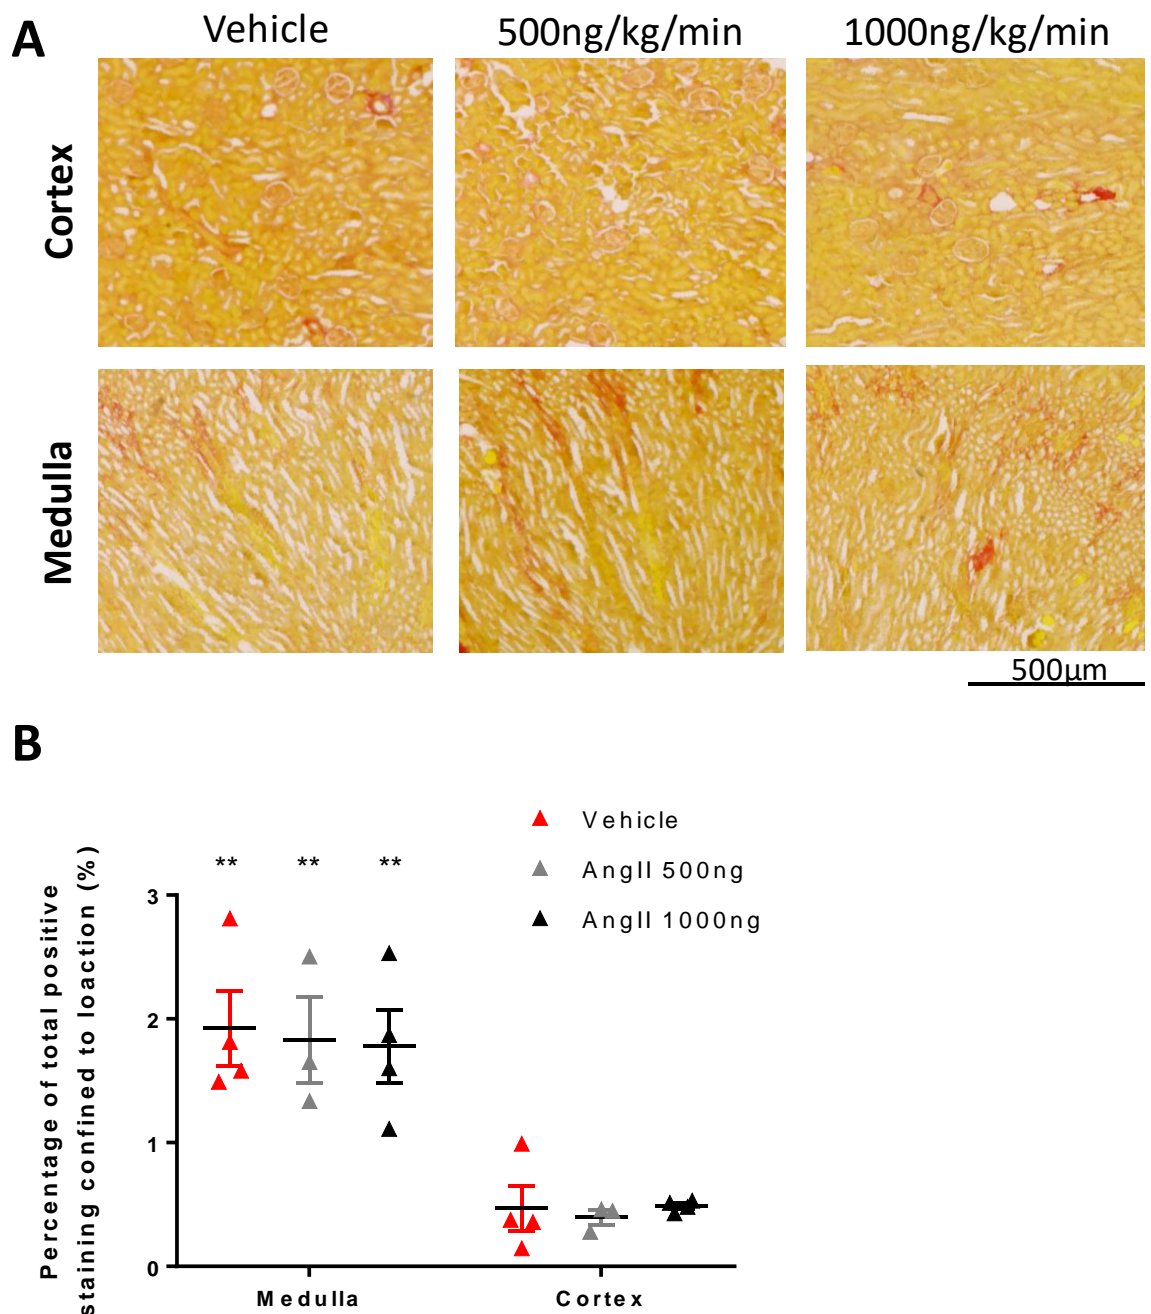 A
Vehicle
500ng/kg/min
1000ng/kg/min
Cortex
Medulla
500µm
B
Vehicle
AngII 500ng
AngII 1000ng
** ** **
Percentage of total positive
staining confined to loaction (%)
3
2
1
0
Medulla
Cortex